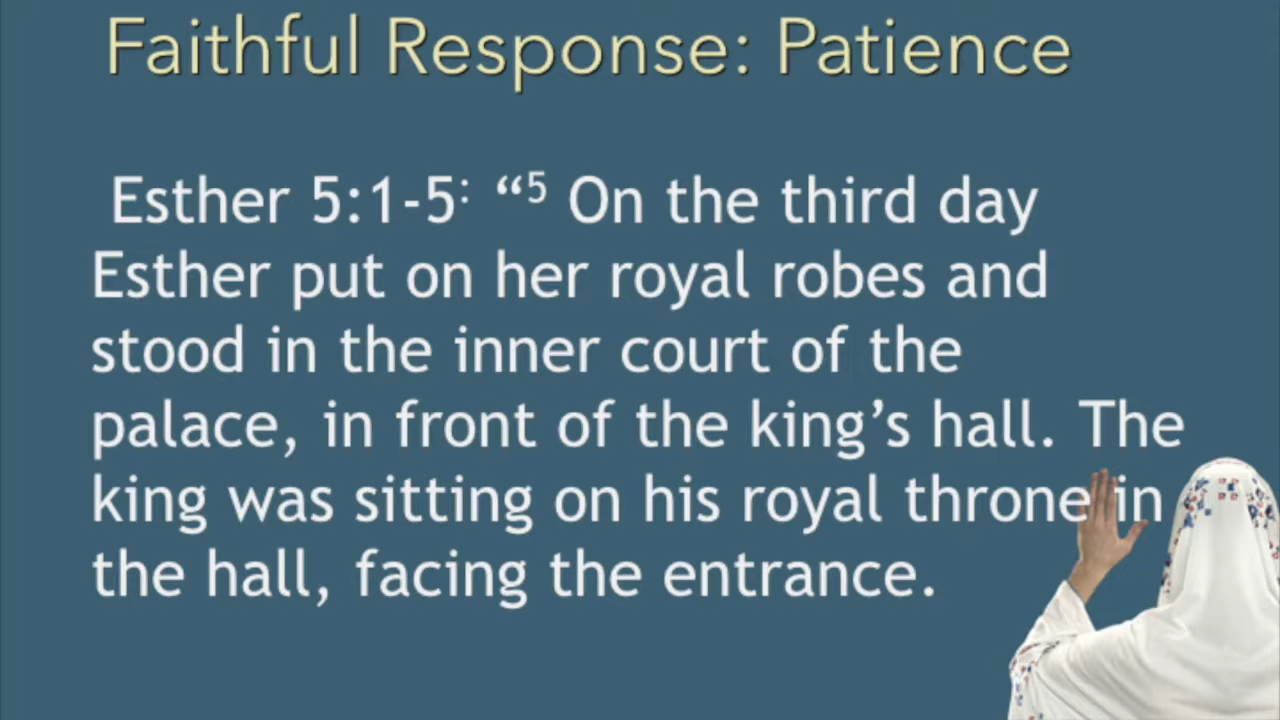 Faithful Response: Patience
Esther 5:1-5: “5 On the third day
Esther put on her royal robes and
stood in the inner court of the
palace, in front of the king’s hall. The
king was sitting on his royal throne in
the hall, facing the entrance.